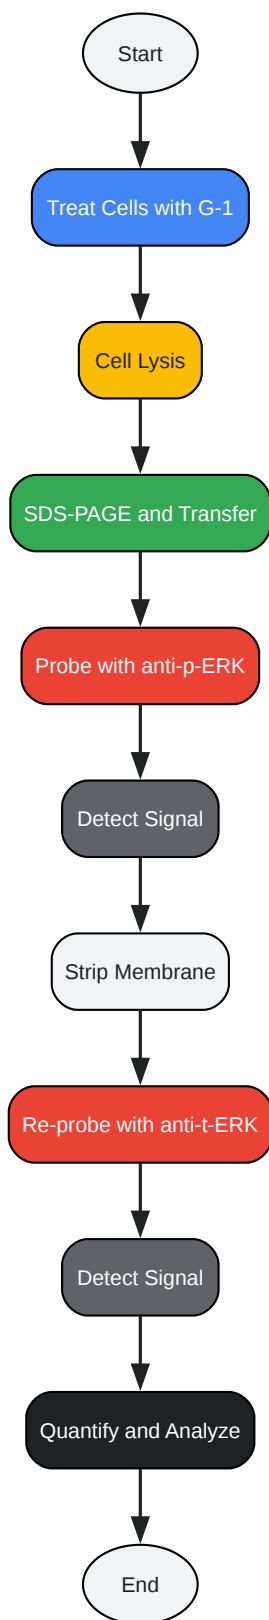 Start
Treat Cells with G-1
Cell Lysis
SDS-PAGE and Transfer
Probe with anti-p-ERK
Detect Signal
Strip Membrane
Re-probe with anti-t-ERK
Detect Signal
Quantify and Analyze
End